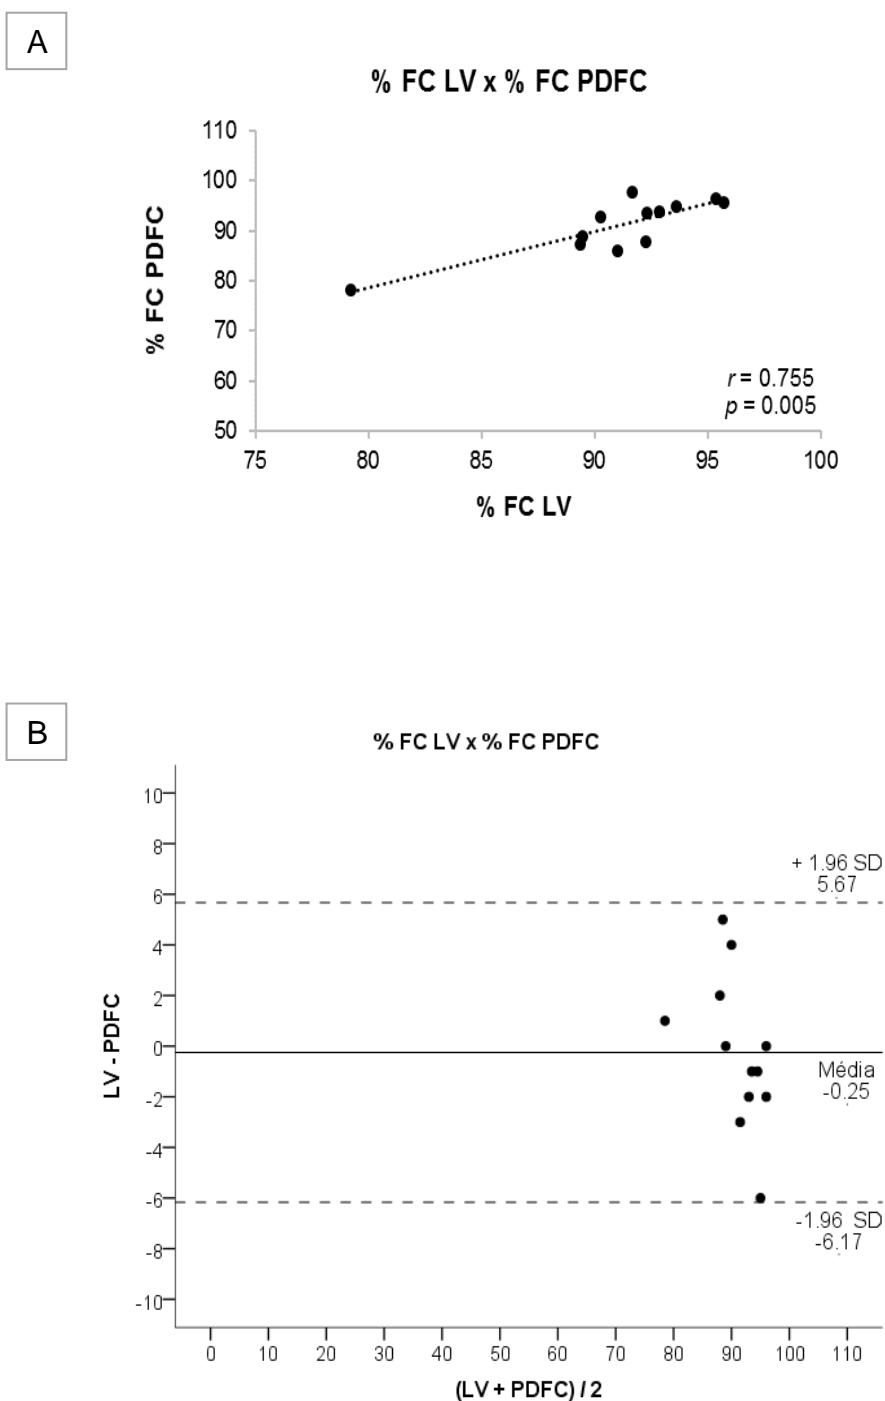 A
% FC LV x % FC PDFC
110
100
90
80
70
60
50
% FC PDFC
r = 0.755
p = 0.005
75 80 85 90 95 100
% FC LV
B
% FC LV x % FC PDFC
10
8
6
4
2
0
-2
-4
-6
-8
-10
LV - PDFC
+ 1.96 SD
5.67
Média
-0.25
-1.96 SD
-6.17
0 10 20 30 40 50 60 70 80 90 100 110
(LV + PDFC) / 2